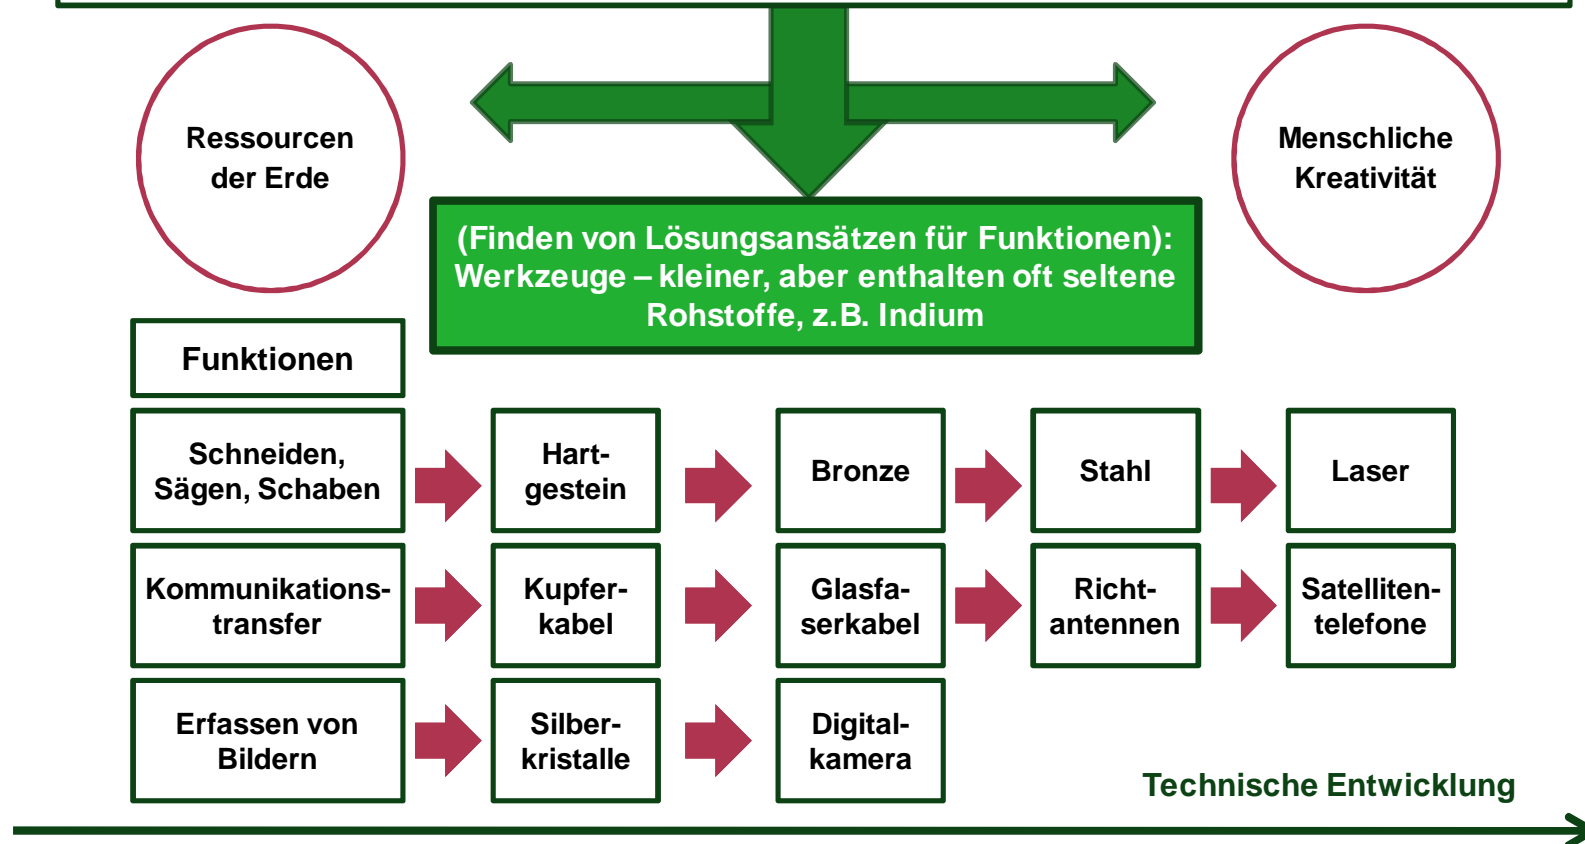 Ressourcen
der Erde
Menschliche
Kreativität
(Finden von Lösungsansätzen für Funktionen):
Werkzeuge – kleiner, aber enthalten oft seltene
Rohstoffe, z.B. Indium
Funktionen
Schneiden,
Sägen, Schaben
Hart-
gestein
Bronze
Stahl
Laser
Kommunikations-
transfer
Kupfer-
kabel
Glasfa-
serkabel
Richt-
antennen
Satelliten-
telefone
Erfassen von
Bildern
Silber-
kristalle
Digital-
kamera
Technische Entwicklung